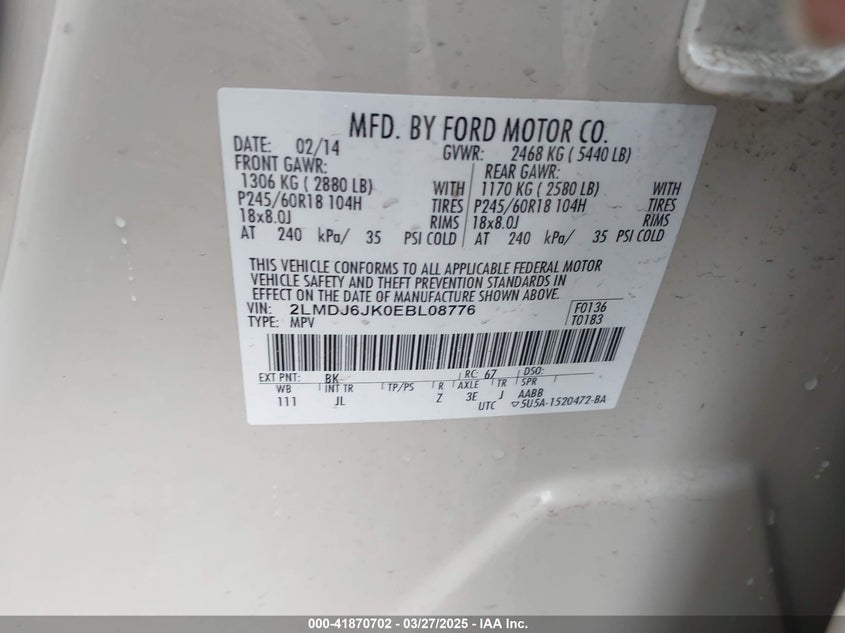 MFD. BY FORD MOTOR CO.
DATE: 02/14 GVWR: 2468 KG ( 5440 LB)
FRONT GAWR: REAR GAWR:
1306 KG ( 2880 LB) WITH 1170 KG ( 2580 LB) WITH
P245/60R18 104H TIRES P245/60R18 104H TIRES
18x8.0J RIMS 18x8.0J RIMS
AT 240 kPa/ 35 PSI COLD AT 240 kPa/ 35 PSI COLD
THIS VEHICLE CONFORMS TO ALL APPLICABLE FEDERAL MOTOR
VEHICLE SAFETY AND THEFT PREVENTION STANDARDS IN
EFFECT ON THE DATE OF MANUFACTURE SHOWN ABOVE.
VIN: 2LMDJ6JK0EBL08776 F0136
TYPE: MPV T0183
EXT PNT: BK RC: 67 DSO:
WB INT TR TP/PS R AXLE TR SPR
111 JL Z 3E J AABB
UTC ▽5U5A-1520472-BA
000-41870702 - 03/27/2025 - IAA Inc.